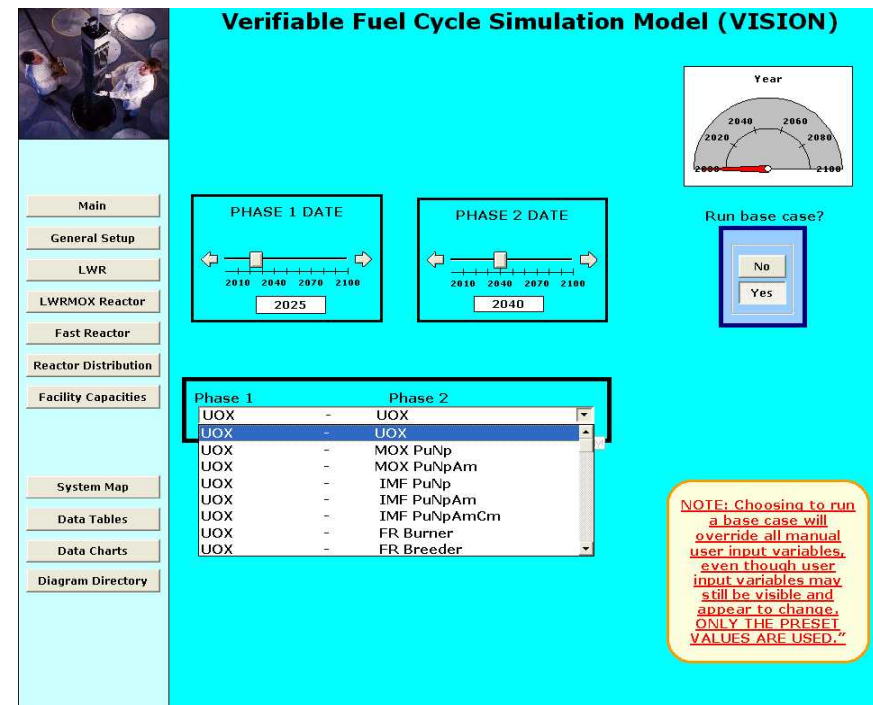 Verifiable Fuel Cycle Simulation Model (VISION)
Year
2000 2020 2040 2060 2080 2100
Main
General Setup
LWR
LWRMOX Reactor
Fast Reactor
Reactor Distribution
Facility Capacities
System Map
Data Tables
Data Charts
Diagram Directory
PHASE 1 DATE
2010 2040 2070 2100
2025
PHASE 2 DATE
2010 2040 2070 2100
2040
Run base case?
No
Yes
Phase 1 Phase 2
UOX - UOX
UOX - UOX
UOX - MOX PuNp
UOX - MOX PuNpAm
UOX - IMF PuNp
UOX - IMF PuNpAm
UOX - IMF PuNpAmCm
UOX - FR Burner
UOX - FR Breeder
NOTE: Choosing to run
a base case will
override all manual
user input variables,
even though user
input variables may
still be visible and
appear to change.
ONLY THE PRESET
VALUES ARE USED."